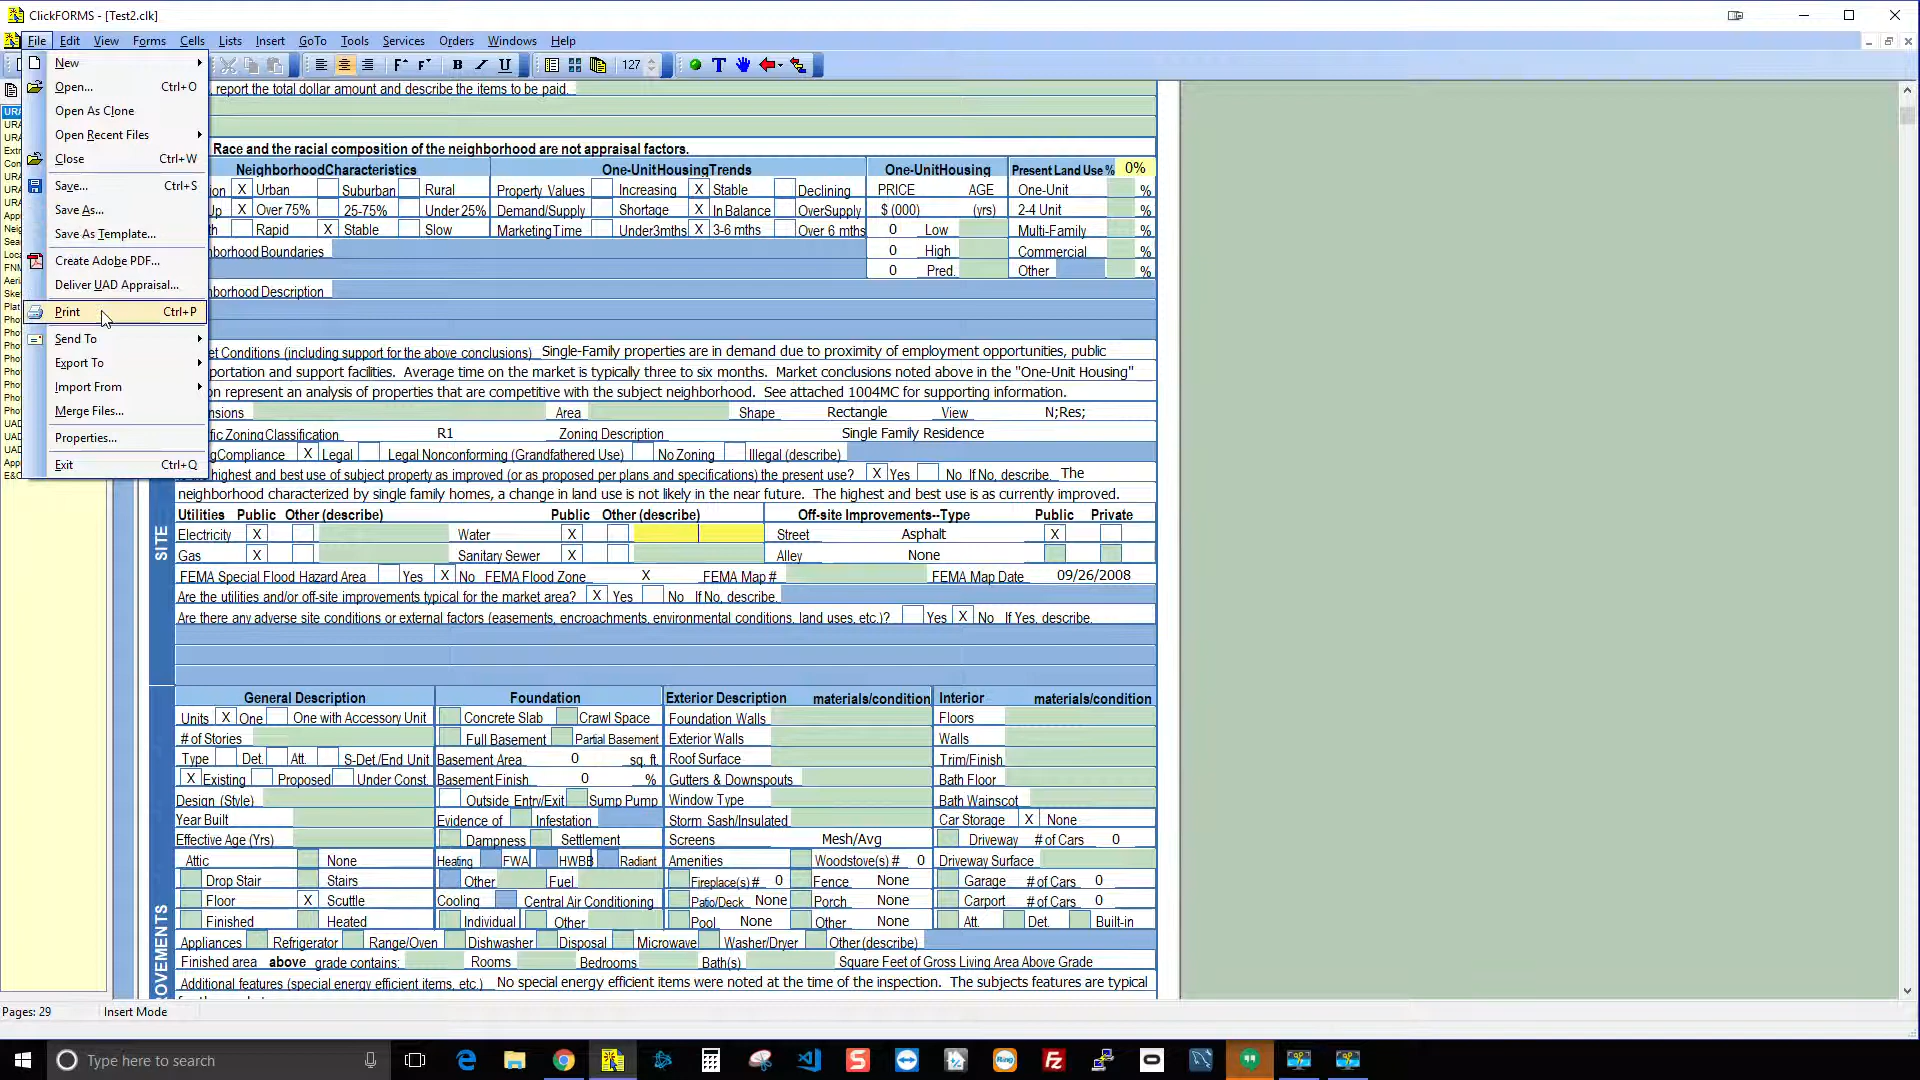 ClickFORMS - [Test2.clk]
File Edit View Forms Cells Lists Insert GoTo Tools Services Orders Windows Help
B I U 127 T
New
Open... Ctrl+O
Open As Clone
Open Recent Files
Close Ctrl+W
Save... Ctrl+S
Save As...
Save As Template...
Create Adobe PDF...
Deliver UAD Appraisal...
Print Ctrl+P
Send To
Export To
Import From
Merge Files...
Properties...
Exit Ctrl+Q
report the total dollar amount and describe the items to be paid.
Race and the racial composition of the neighborhood are not appraisal factors.
NeighborhoodCharacteristics One-UnitHousingTrends One-UnitHousing Present Land Use % 0%
X Urban Suburban Rural Property Values Increasing X Stable Declining PRICE AGE One-Unit %
X Over 75% 25-75% Under 25% Demand/Supply Shortage X In Balance OverSupply $ (000) (yrs) 2-4 Unit %
Rapid X Stable Slow MarketingTime Under3mths X 3-6 mths Over 6 mths 0 Low Multi-Family %
borhood Boundaries 0 High Commercial %
0 Pred. Other %
borhood Description
et Conditions (including support for the above conclusions) Single-Family properties are in demand due to proximity of employment opportunities, public
portation and support facilities. Average time on the market is typically three to six months. Market conclusions noted above in the "One-Unit Housing"
on represent an analysis of properties that are competitive with the subject neighborhood. See attached 1004MC for supporting information.
nsions Area Shape Rectangle View N;Res;
fic Zoning Classification R1 Zoning Description Single Family Residence
gCompliance X Legal Legal Nonconforming (Grandfathered Use) No Zoning Illegal (describe)
highest and best use of subject property as improved (or as proposed per plans and specifications) the present use? X Yes No If No, describe. The
neighborhood characterized by single family homes, a change in land use is not likely in the near future. The highest and best use is as currently improved.
SITE
Utilities Public Other (describe) Public Other (describe) Off-site Improvements--Type Public Private
Electricity X Water X Street Asphalt X
Gas X Sanitary Sewer X Alley None
FEMA Special Flood Hazard Area Yes X No FEMA Flood Zone X FEMA Map # FEMA Map Date 09/26/2008
Are the utilities and/or off-site improvements typical for the market area? X Yes No If No, describe.
Are there any adverse site conditions or external factors (easements, encroachments, environmental conditions, land uses, etc.)? Yes X No If Yes, describe.
General Description Foundation Exterior Description materials/condition Interior materials/condition
Units X One One with Accessory Unit Concrete Slab Crawl Space Foundation Walls Floors
# of Stories Full Basement Partial Basement Exterior Walls Walls
Type Det. Att. S-Det./End Unit Basement Area 0 sq. ft. Roof Surface Trim/Finish
X Existing Proposed Under Const. Basement Finish 0 % Gutters & Downspouts Bath Floor
Design (Style) Outside Entry/Exit Sump Pump Window Type Bath Wainscot
Year Built Evidence of Infestation Storm Sash/Insulated Car Storage X None
Effective Age (Yrs) Dampness Settlement Screens Mesh/Avg Driveway # of Cars 0
Attic None Heating FWA HWBB Radiant Amenities Woodstove(s) # 0 Driveway Surface
Drop Stair Stairs Other Fuel Fireplace(s) # 0 Fence None Garage # of Cars 0
Floor X Scuttle Cooling Central Air Conditioning Patio/Deck None Porch None Carport # of Cars 0
Finished Heated Individual Other Pool None Other None Att. Det. Built-in
Appliances Refrigerator Range/Oven Dishwasher Disposal Microwave Washer/Dryer Other (describe)
Finished area above grade contains: Rooms Bedrooms Bath(s) Square Feet of Gross Living Area Above Grade
Additional features (special energy efficient items, etc.) No special energy efficient items were noted at the time of the inspection. The subjects features are typical
Pages: 29 Insert Mode
Type here to search